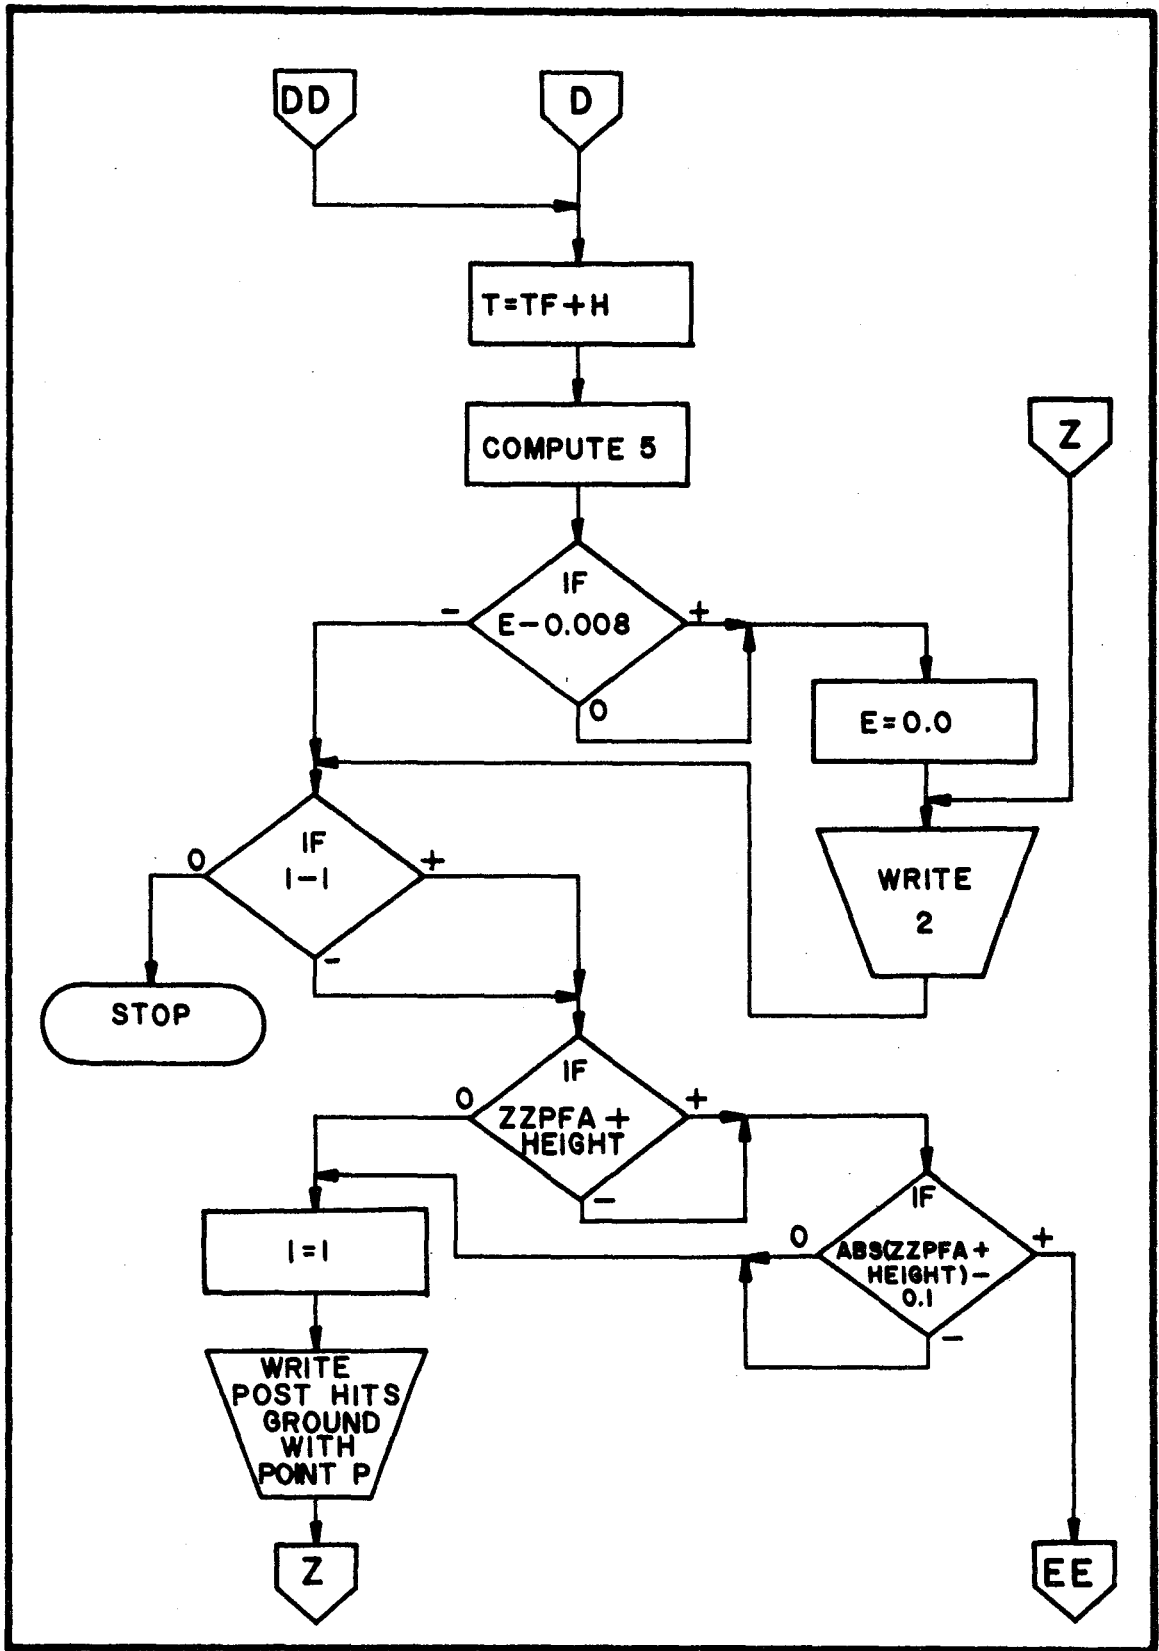 DD
D
T=TF+H
COMPUTE 5
Z
IF
E-0.008
-
+
0
E=0.0
IF
I-I
0
+
-
WRITE
2
STOP
IF
ZZPFA+
HEIGHT
0
+
-
IF
ABS(ZZPFA+
HEIGHT)-
0.1
0
+
-
I=I
WRITE
POST HITS
GROUND
WITH
POINT P
Z
EE